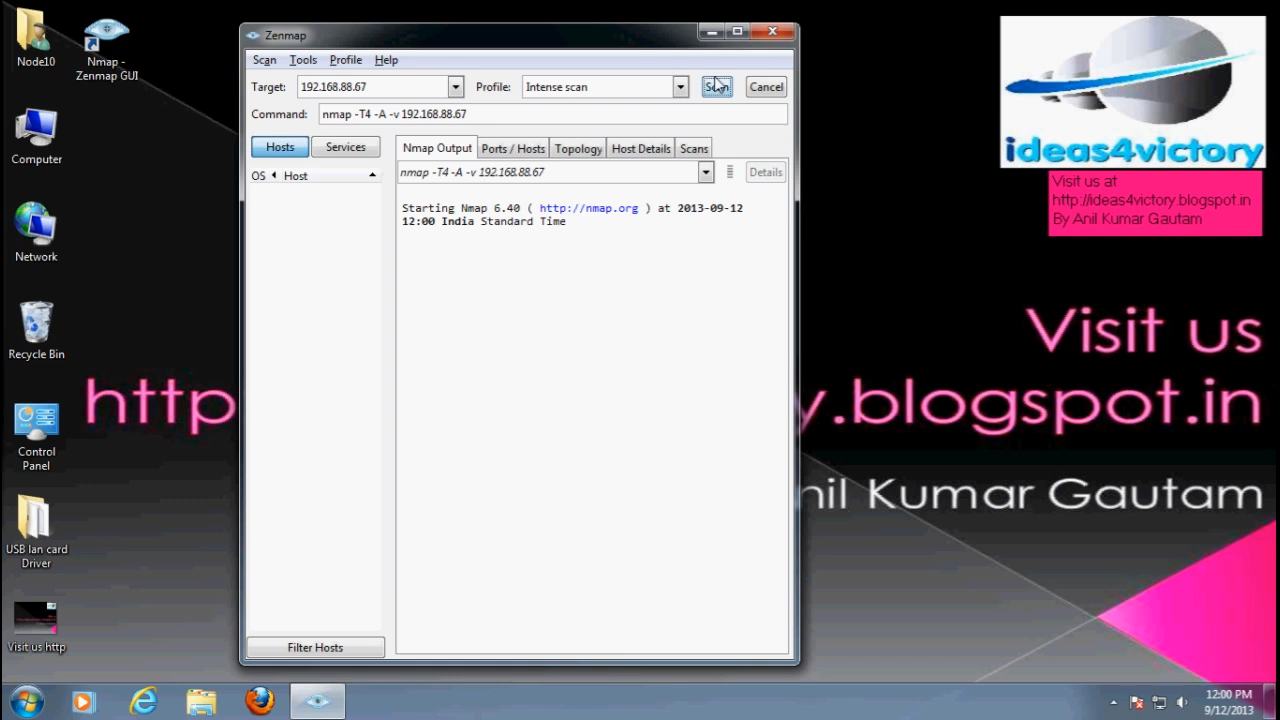 Node10
Nmap -
Zenmap GUI
Computer
Network
Recycle Bin
Control
Panel
USB lan card
Driver
Visit us http
Zenmap
Scan Tools Profile Help
Target: 192.168.88.67 Profile: Intense scan Scan Cancel
Command: nmap -T4 -A -v 192.168.88.67
Hosts Services
OS Host
Nmap Output Ports / Hosts Topology Host Details Scans
nmap -T4 -A -v 192.168.88.67 Details
Starting Nmap 6.40 ( http://nmap.org ) at 2013-09-12
12:00 India Standard Time
Filter Hosts
ideas4victory
Visit us at
http://ideas4victory.blogspot.in
By Anil Kumar Gautam
Visit us
http y.blogspot.in
nil Kumar Gautam
12:00 PM
9/12/2013